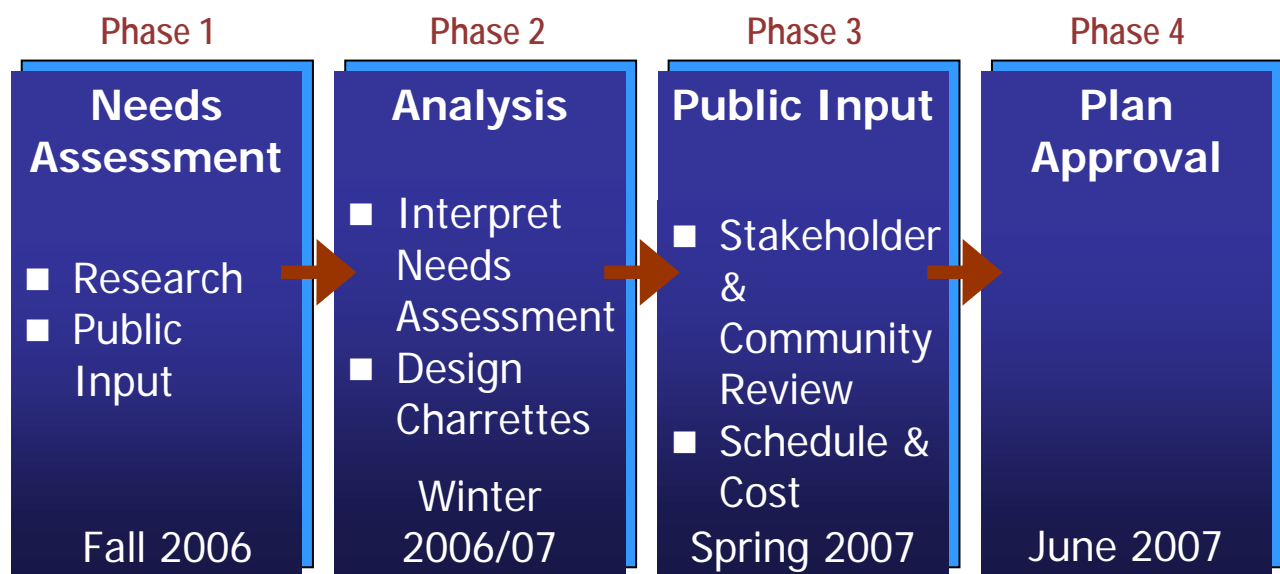 Phase 1
Needs
Assessment
■ Research
■ Public
Input
Fall 2006
Phase 2
Analysis
■ Interpret
Needs
Assessment
■ Design
Charrettes
Winter
2006/07
Phase 3
Public Input
■ Stakeholder
&
Community
Review
■ Schedule &
Cost
Spring 2007
Phase 4
Plan
Approval
June 2007